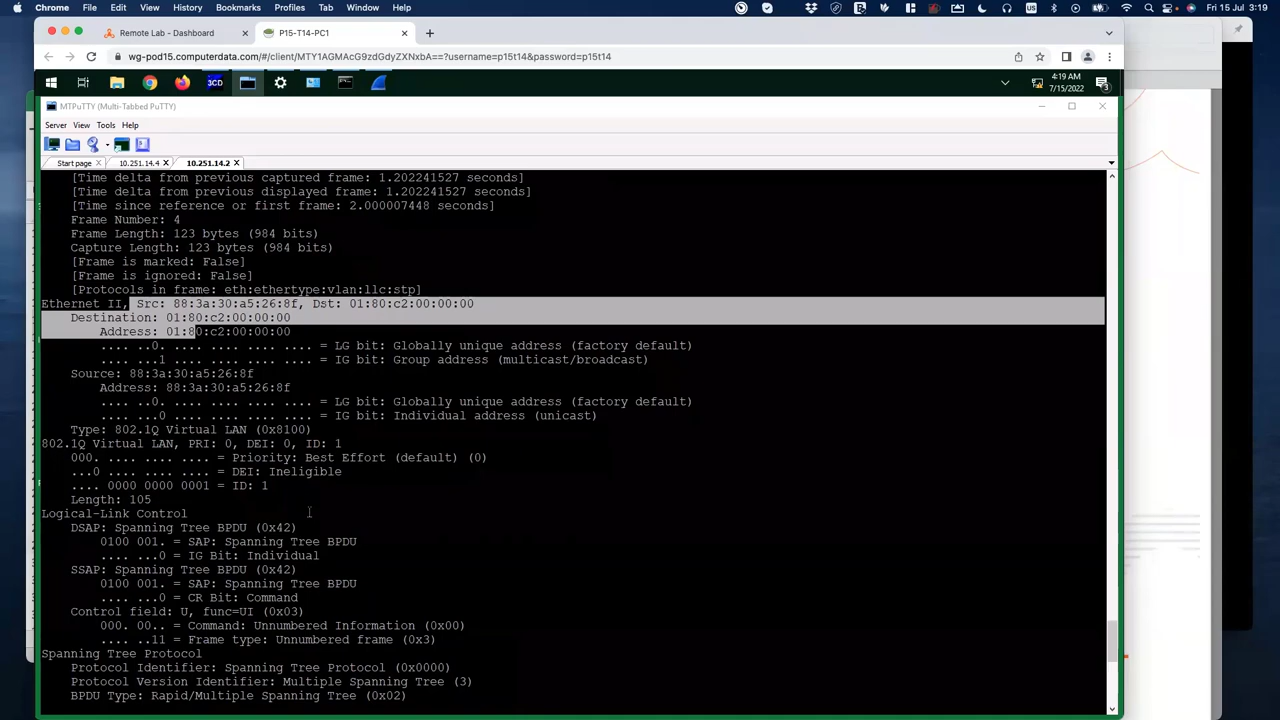 Chrome File Edit View History Bookmarks Profiles Tab Window Help Fri 15 Jul 3:19
Remote Lab - Dashboard P15-T14-PC1
wg-pod15.computerdata.com/#/client/MTY1AGMAcG9zdGdyZXNxbA==?username=p15t14&password=p15t14
3CD 4:19 AM
7/15/2022
MTPuTTY (Multi-Tabbed PuTTY)
Server View Tools Help
Start page 10.251.14.4 10.251.14.2
[Time delta from previous captured frame: 1.202241527 seconds]
[Time delta from previous displayed frame: 1.202241527 seconds]
[Time since reference or first frame: 2.000007448 seconds]
Frame Number: 4
Frame Length: 123 bytes (984 bits)
Capture Length: 123 bytes (984 bits)
[Frame is marked: False]
[Frame is ignored: False]
[Protocols in frame: eth:ethertype:vlan:llc:stp]
Ethernet II, Src: 88:3a:30:a5:26:8f, Dst: 01:80:c2:00:00:00
Destination: 01:80:c2:00:00:00
Address: 01:80:c2:00:00:00
.... ..0. .... .... .... .... = LG bit: Globally unique address (factory default)
.... ...1 .... .... .... .... = IG bit: Group address (multicast/broadcast)
Source: 88:3a:30:a5:26:8f
Address: 88:3a:30:a5:26:8f
.... ..0. .... .... .... .... = LG bit: Globally unique address (factory default)
.... ...0 .... .... .... .... = IG bit: Individual address (unicast)
Type: 802.1Q Virtual LAN (0x8100)
802.1Q Virtual LAN, PRI: 0, DEI: 0, ID: 1
000. .... .... .... = Priority: Best Effort (default) (0)
...0 .... .... .... = DEI: Ineligible
.... 0000 0000 0001 = ID: 1
Length: 105
Logical-Link Control
DSAP: Spanning Tree BPDU (0x42)
0100 001. = SAP: Spanning Tree BPDU
.... ...0 = IG Bit: Individual
SSAP: Spanning Tree BPDU (0x42)
0100 001. = SAP: Spanning Tree BPDU
.... ...0 = CR Bit: Command
Control field: U, func=UI (0x03)
000. 00.. = Command: Unnumbered Information (0x00)
.... ..11 = Frame type: Unnumbered frame (0x3)
Spanning Tree Protocol
Protocol Identifier: Spanning Tree Protocol (0x0000)
Protocol Version Identifier: Multiple Spanning Tree (3)
BPDU Type: Rapid/Multiple Spanning Tree (0x02)